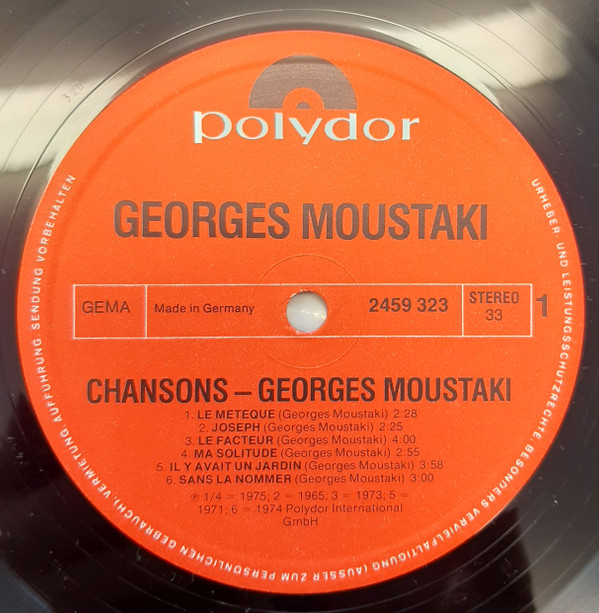 polydor
GEORGES MOUSTAKI
GEMA
Made in Germany
2459 323
STEREO
33
1
CHANSONS – GEORGES MOUSTAKI
1. LE METEQUE (Georges Moustaki) 2:28
2. JOSEPH (Georges Moustaki) 2:25
3. LE FACTEUR (Georges Moustaki) 4:00
4. MA SOLITUDE (Georges Moustaki) 2:55
5. IL Y AVAIT UN JARDIN (Georges Moustaki) 3:58
6. SANS LA NOMMER (Georges Moustaki) 3:00
℗ 1/4 = 1975; 2 = 1965; 3 = 1973; 5 =
1971; 6 = 1974 Polydor International
GmbH
URHEBER- UND LEISTUNGSSCHUTZRECHTE, BESONDERS VERVIELFÄLTIGUNG (AUSSER ZUM PERSÖNLICHEN GEBRAUCH), VERMIETUNG, AUFFÜHRUNG, SENDUNG VORBEHALTEN